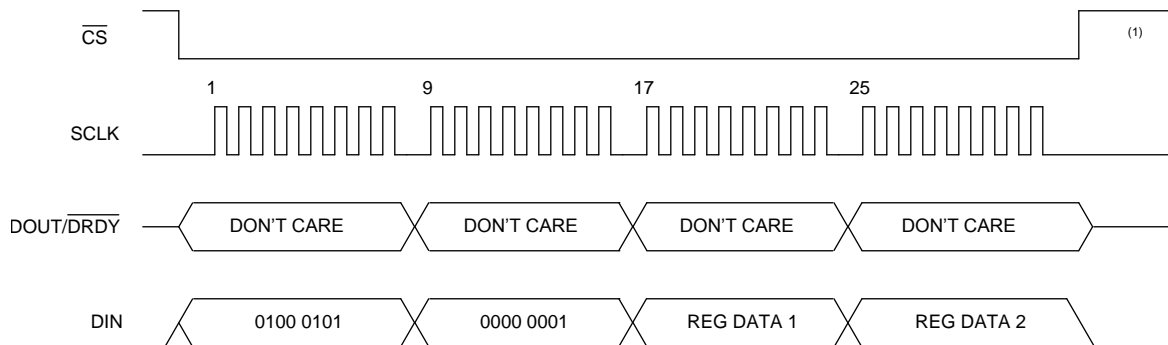 CS
(1)
1 9 17 25
SCLK
DOUT/DRDY DON'T CARE DON'T CARE DON'T CARE DON'T CARE
DIN 0100 0101 0000 0001 REG DATA 1 REG DATA 2